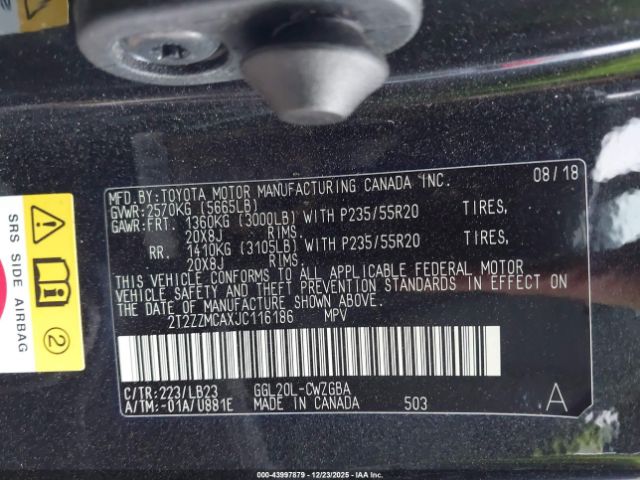 MFD.BY:TOYOTA MOTOR MANUFACTURING CANADA INC. 08/18
GVWR:2570KG (5665LB)
GAWR:FRT. 1360KG (3000LB) WITH P235/55R20 TIRES,
20X8J RIMS.
RR. 1410KG (3105LB) WITH P235/55R20 TIRES,
20X8J RIMS.
THIS VEHICLE CONFORMS TO ALL APPLICABLE FEDERAL MOTOR
VEHICLE SAFETY AND THEFT PREVENTION STANDARDS IN EFFECT ON
THE DATE OF MANUFACTURE SHOWN ABOVE.
2T2ZZMCAXJC116186 MPV
C/TR:223/LB23 GGL20L-CWZGBA
A/TM:-01A/U881E MADE IN CANADA 503 A
SRS SIDE AIRBAG
2
00-43997879 • 12/23/2025 • IAA Inc.